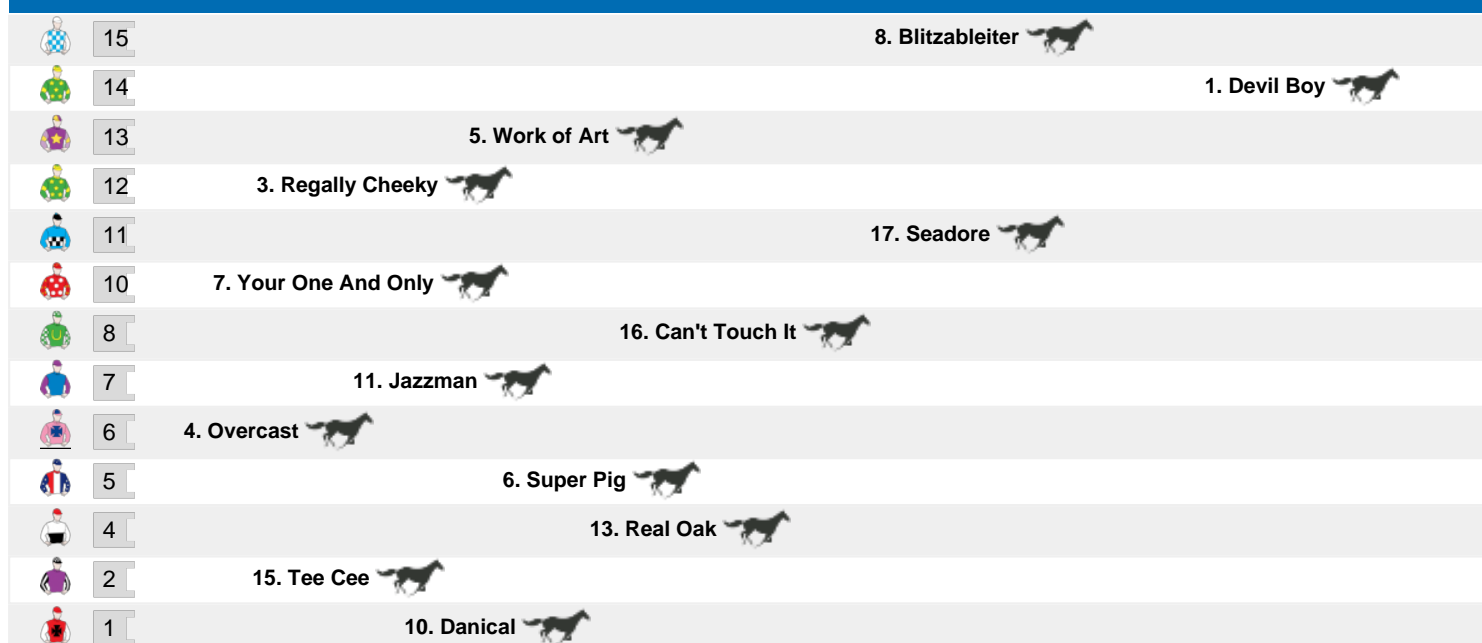 15 8. Blitzableiter
14 1. Devil Boy
13 5. Work of Art
12 3. Regally Cheeky
11 17. Seadore
10 7. Your One And Only
8 16. Can't Touch It
7 11. Jazzman
6 4. Overcast
5 6. Super Pig
4 13. Real Oak
2 15. Tee Cee
1 10. Danical